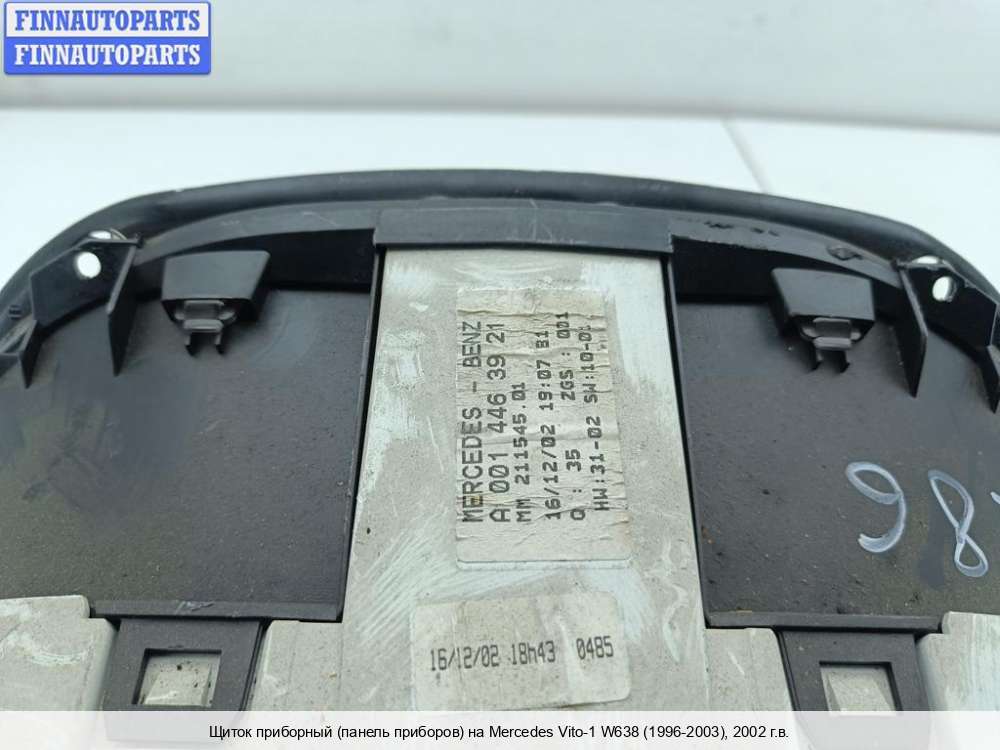 FINNAUTOPARTS
FINNAUTOPARTS
MERCEDES - BENZ
A 001 446 39 21
MM 211545.01
16/12/02 19:07 B1
Q : 35 ZGS : 001
HW:31-02 SW:10-01
16/12/02 18h43 0485
98
Щиток приборный (панель приборов) на Mercedes Vito-1 W638 (1996-2003), 2002 г.в.